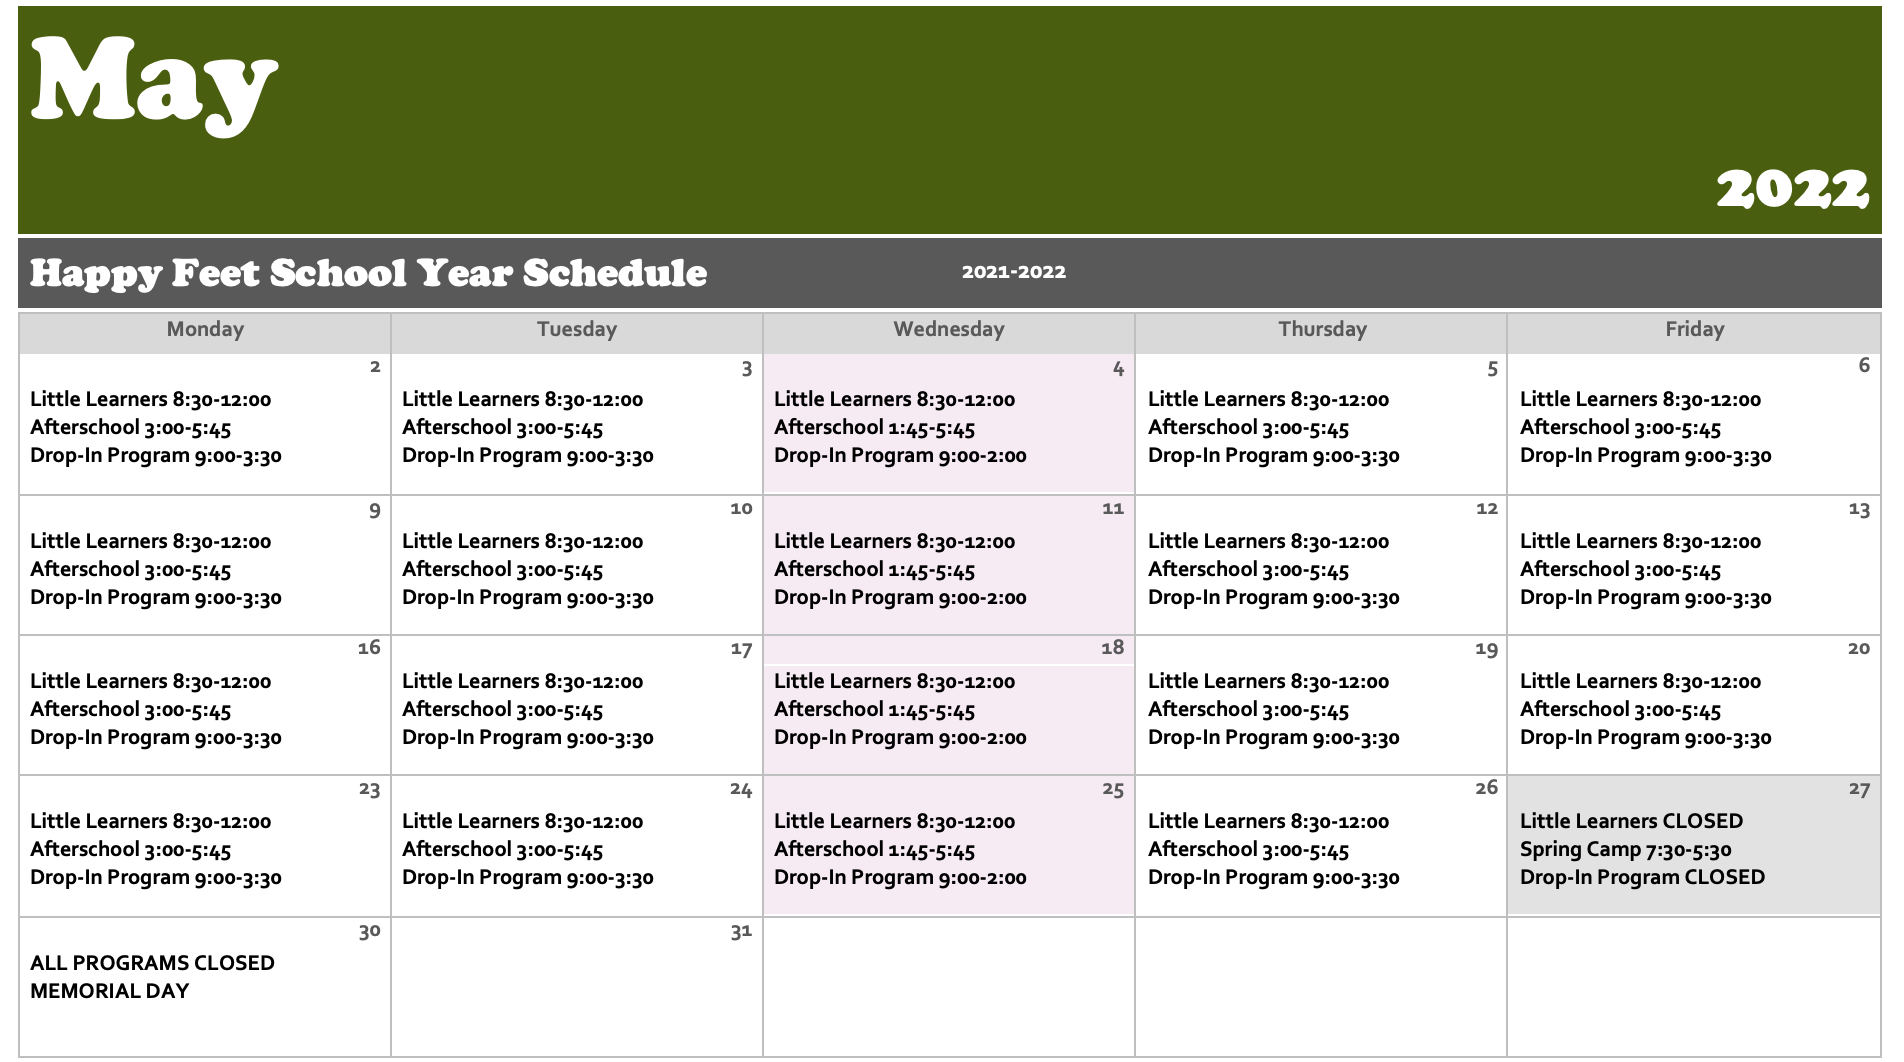 May
2022
Happy Feet School Year Schedule 2021-2022
Monday Tuesday Wednesday Thursday Friday
2 3 4 5 6
Little Learners 8:30-12:00 Little Learners 8:30-12:00 Little Learners 8:30-12:00 Little Learners 8:30-12:00 Little Learners 8:30-12:00
Afterschool 3:00-5:45 Afterschool 3:00-5:45 Afterschool 1:45-5:45 Afterschool 3:00-5:45 Afterschool 3:00-5:45
Drop-In Program 9:00-3:30 Drop-In Program 9:00-3:30 Drop-In Program 9:00-2:00 Drop-In Program 9:00-3:30 Drop-In Program 9:00-3:30
9 10 11 12 13
Little Learners 8:30-12:00 Little Learners 8:30-12:00 Little Learners 8:30-12:00 Little Learners 8:30-12:00 Little Learners 8:30-12:00
Afterschool 3:00-5:45 Afterschool 3:00-5:45 Afterschool 1:45-5:45 Afterschool 3:00-5:45 Afterschool 3:00-5:45
Drop-In Program 9:00-3:30 Drop-In Program 9:00-3:30 Drop-In Program 9:00-2:00 Drop-In Program 9:00-3:30 Drop-In Program 9:00-3:30
16 17 18 19 20
Little Learners 8:30-12:00 Little Learners 8:30-12:00 Little Learners 8:30-12:00 Little Learners 8:30-12:00 Little Learners 8:30-12:00
Afterschool 3:00-5:45 Afterschool 3:00-5:45 Afterschool 1:45-5:45 Afterschool 3:00-5:45 Afterschool 3:00-5:45
Drop-In Program 9:00-3:30 Drop-In Program 9:00-3:30 Drop-In Program 9:00-2:00 Drop-In Program 9:00-3:30 Drop-In Program 9:00-3:30
23 24 25 26 27
Little Learners 8:30-12:00 Little Learners 8:30-12:00 Little Learners 8:30-12:00 Little Learners 8:30-12:00 Little Learners CLOSED
Afterschool 3:00-5:45 Afterschool 3:00-5:45 Afterschool 1:45-5:45 Afterschool 3:00-5:45 Spring Camp 7:30-5:30
Drop-In Program 9:00-3:30 Drop-In Program 9:00-3:30 Drop-In Program 9:00-2:00 Drop-In Program 9:00-3:30 Drop-In Program CLOSED
30 31
ALL PROGRAMS CLOSED
MEMORIAL DAY